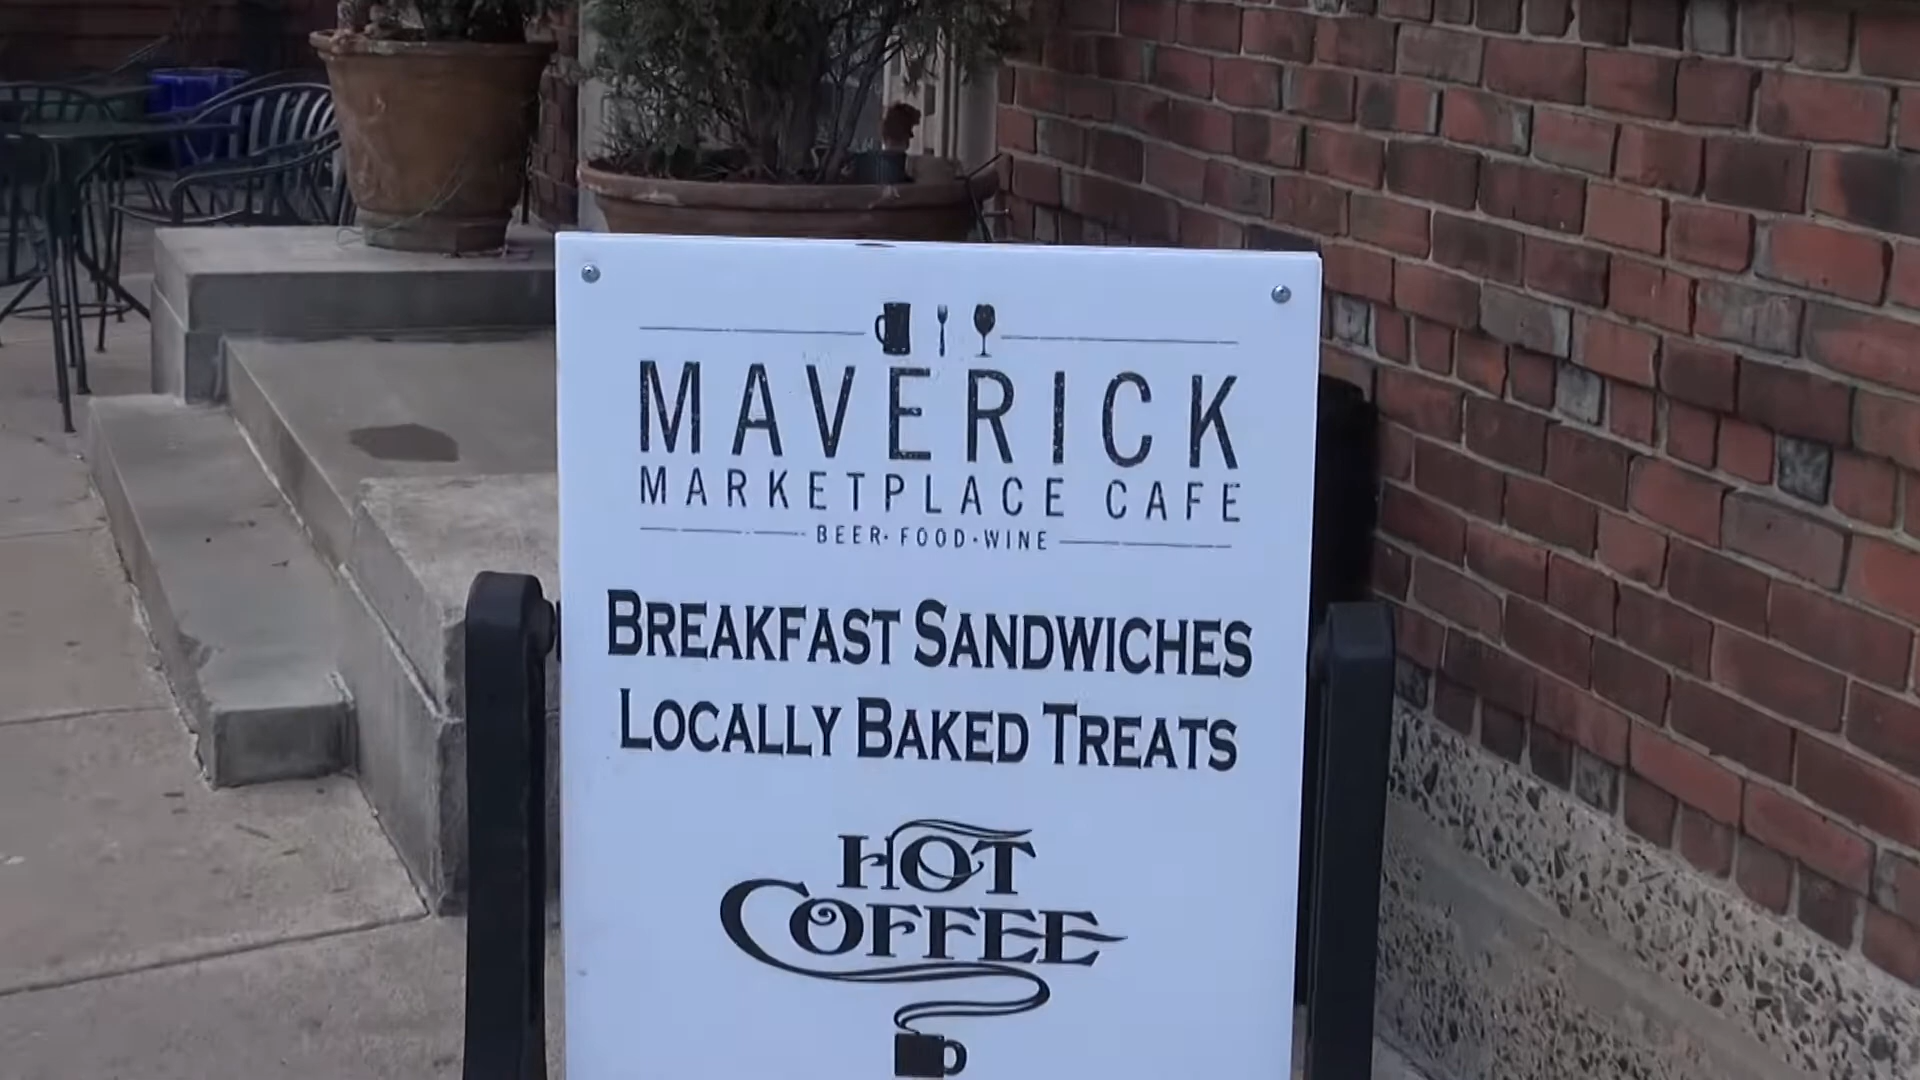 MAVERICK
MARKETPLACE CAFE
BEER·FOOD·WINE
BREAKFAST SANDWICHES
LOCALLY BAKED TREATS
HOT
COFFEE